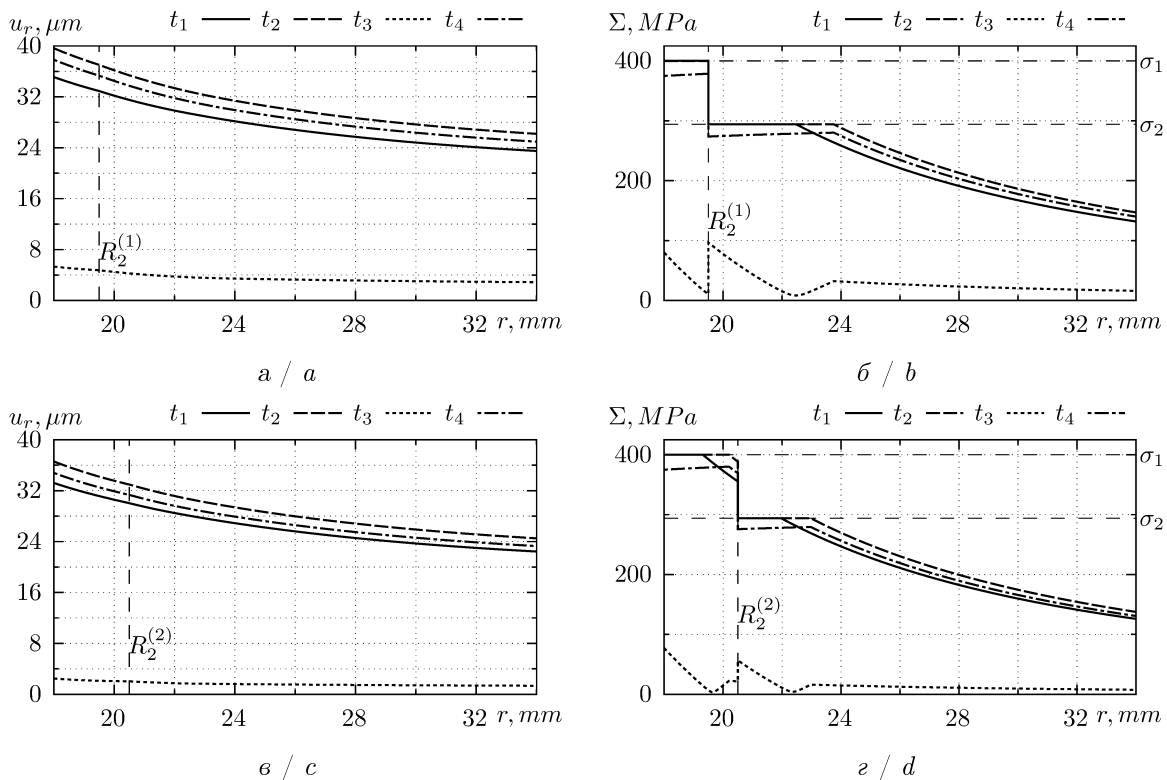 u_r, μm t_1 t_2 t_3 t_4
Σ, MPa t_1 t_2 t_3 t_4
40
32
24
16
8
0
R_2^{(1)}
20 24 28 32 r, mm
а / a
400
200
0
σ_1
σ_2
R_2^{(1)}
20 24 28 32 r, mm
б / b
u_r, μm t_1 t_2 t_3 t_4
Σ, MPa t_1 t_2 t_3 t_4
40
32
24
16
8
0
R_2^{(2)}
20 24 28 32 r, mm
в / c
400
200
0
σ_1
σ_2
R_2^{(2)}
20 24 28 32 r, mm
г / d